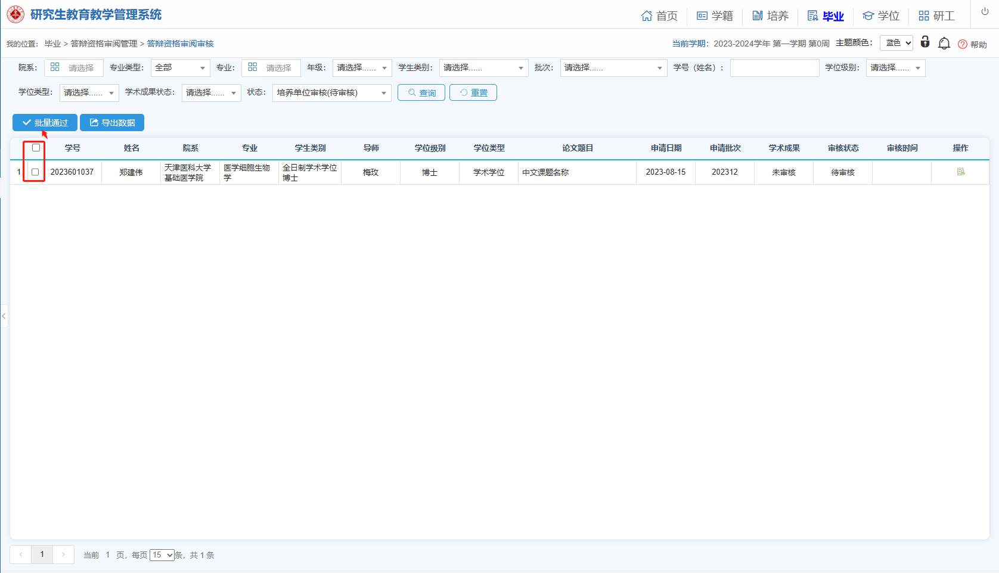 研究生教育教学管理系统
首页 学籍 培养 毕业 学位 研工
我的位置： 毕业 > 答辩资格审阅管理 > 答辩资格审阅审核
当前学期：2023-2024学年 第一学期 第0周 主题颜色： 蓝色 帮助
院系： 请选择 专业类型： 全部 专业： 请选择 年级： 请选择...... 学生类别： 请选择...... 批次： 请选择...... 学号（姓名）： 学位级别： 请选择......
学位类型： 请选择...... 学术成果状态： 请选择...... 状态： 培养单位审核(待审核) 查询 重置
批量通过 导出数据
学号 姓名 院系 专业 学生类别 导师 学位级别 学位类型 论文题目 申请日期 申请批次 学术成果 审核状态 审核时间 操作
1 2023601037 郑建伟 天津医科大学基础医学院 医学细胞生物学 全日制学术学位博士 梅玫 博士 学术学位 中文课题名称 2023-08-15 202312 未审核 待审核
1 当前 1 页，每页 15 条，共 1 条